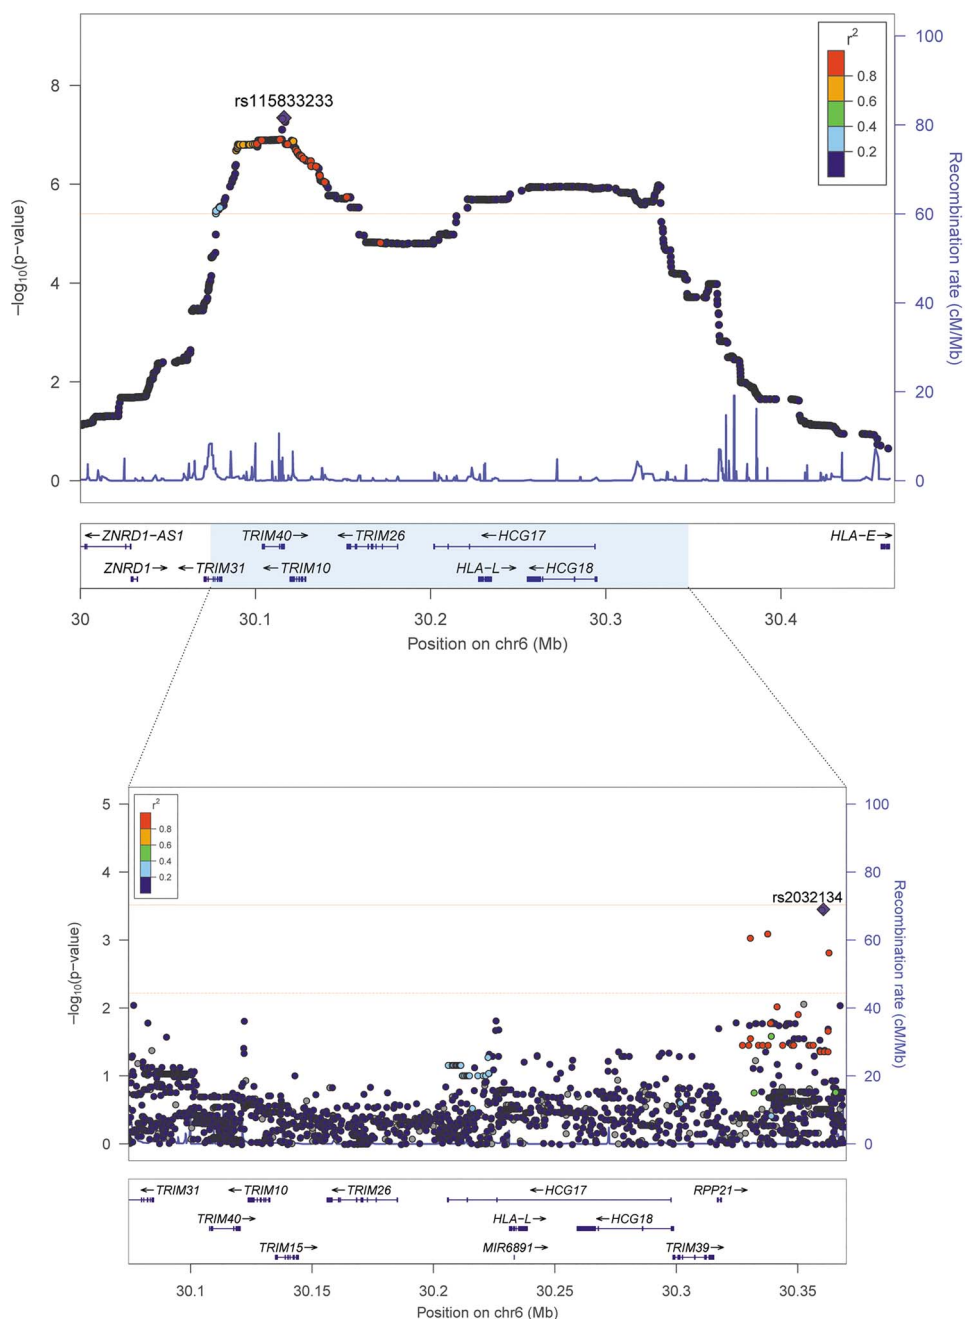 r²
0.8
0.6
0.4
0.2
rs115833233
8
6
4
2
0
−log₁₀(p−value)
100
80
60
40
20
0
Recombination rate (cM/Mb)
←ZNRD1−AS1 TRIM40→ ←TRIM26 ←HCG17 HLA−E→
ZNRD1→ ←TRIM31 ←TRIM10 HLA−L→ ←HCG18
30 30.1 30.2 30.3 30.4
Position on chr6 (Mb)
r²
0.8
0.6
0.4
0.2
rs2032134
5
4
3
2
1
0
−log₁₀(p−value)
100
80
60
40
20
0
Recombination rate (cM/Mb)
←TRIM31 ←TRIM10 ←TRIM26 ←HCG17 RPP21→
TRIM40→ HLA−L→ ←HCG18
TRIM15→ MIR6891→ TRIM39→
30.1 30.15 30.2 30.25 30.3 30.35
Position on chr6 (Mb)